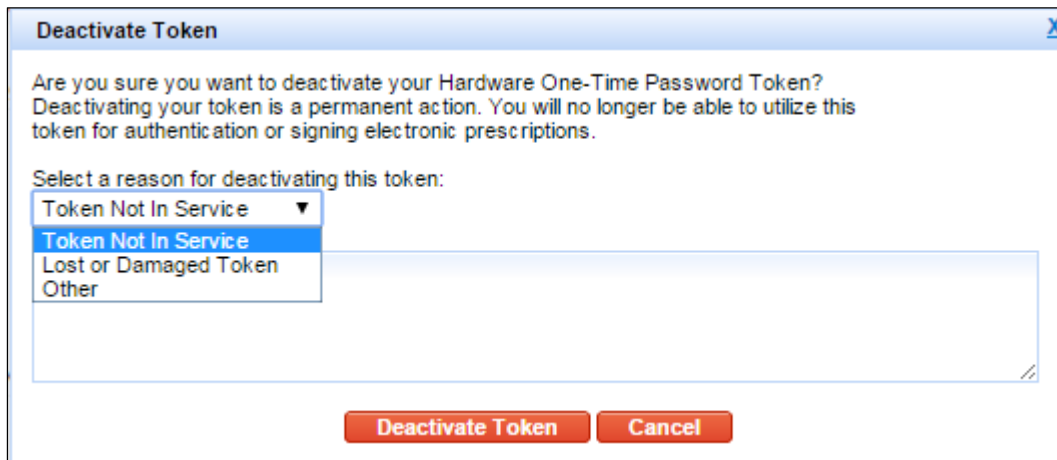 Deactivate Token
X
Are you sure you want to deactivate your Hardware One-Time Password Token?
Deactivating your token is a permanent action. You will no longer be able to utilize this
token for authentication or signing electronic prescriptions.
Select a reason for deactivating this token:
Token Not In Service ▼
Token Not In Service
Lost or Damaged Token
Other
Deactivate Token Cancel